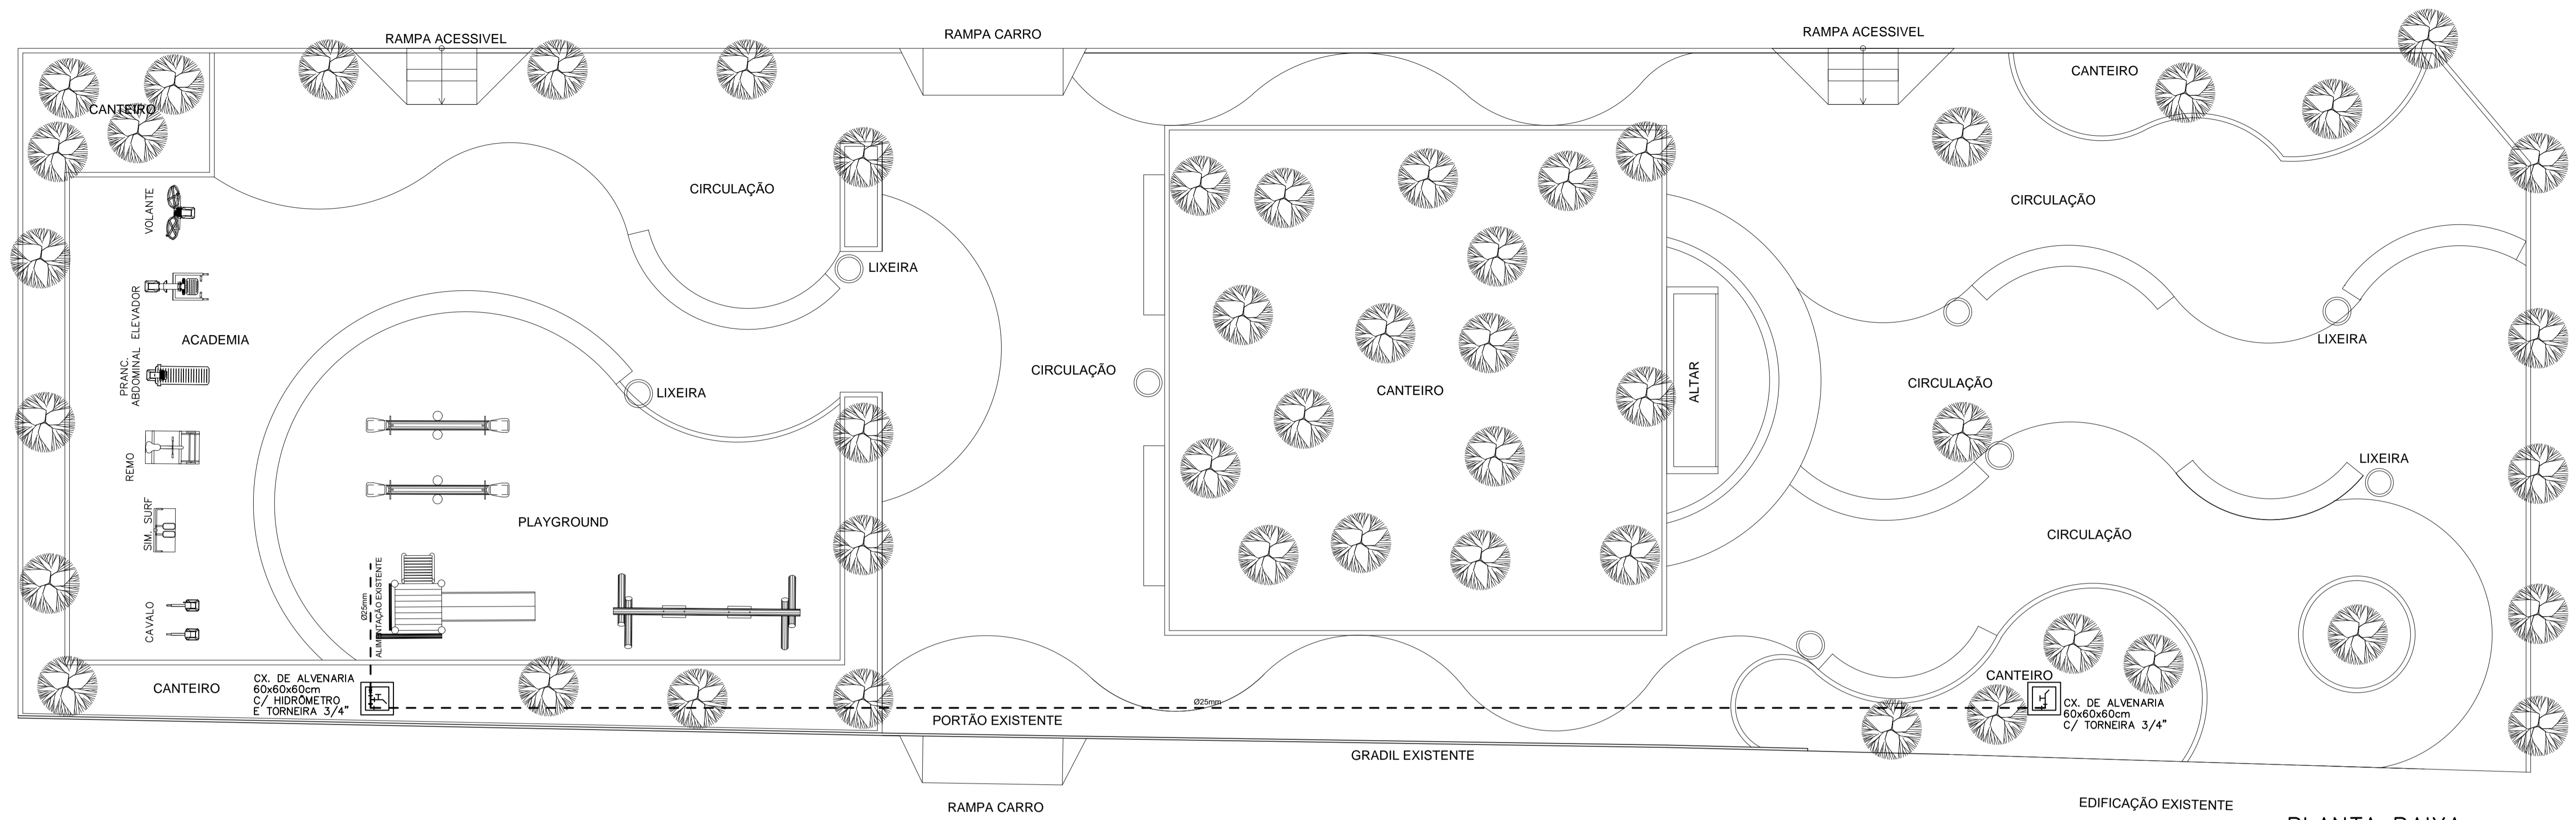 RAMPA ACESSIVEL
RAMPA CARRO
RAMPA ACESSIVEL
CANTEIRO
CANTEIRO
VOLANTE
CIRCULAÇÃO
CIRCULAÇÃO
LIXEIRA
ELEVADOR
ACADEMIA
LIXEIRA
PRANC.
ABDOMINAL
CIRCULAÇÃO
LIXEIRA
CANTEIRO
ALTAR
CIRCULAÇÃO
REMO
LIXEIRA
SIM. SURF
PLAYGROUND
CIRCULAÇÃO
CAVALO
Ø25mm
ALIMENTAÇÃO EXISTENTE
CANTEIRO
CX. DE ALVENARIA
60x60x60cm
C/ HIDRÔMETRO
E TORNEIRA 3/4"
Ø25mm
CANTEIRO
CX. DE ALVENARIA
60x60x60cm
C/ TORNEIRA 3/4"
PORTÃO EXISTENTE
GRADIL EXISTENTE
RAMPA CARRO
EDIFICAÇÃO EXISTENTE
PLANTA BAIXA